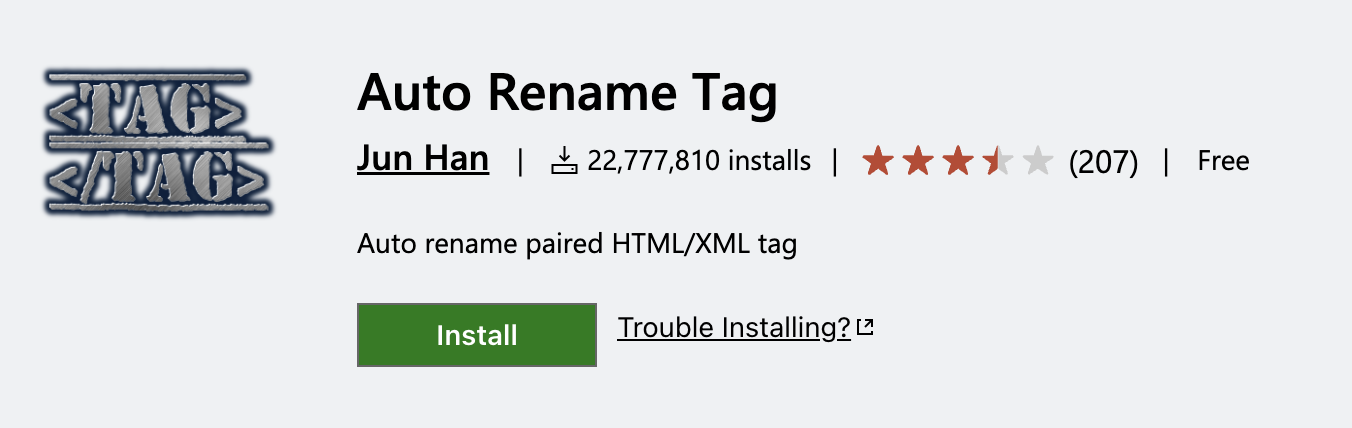 <TAG>
</TAG>
Auto Rename Tag
Jun Han | 22,777,810 installs | (207) | Free
Auto rename paired HTML/XML tag
Install Trouble Installing?